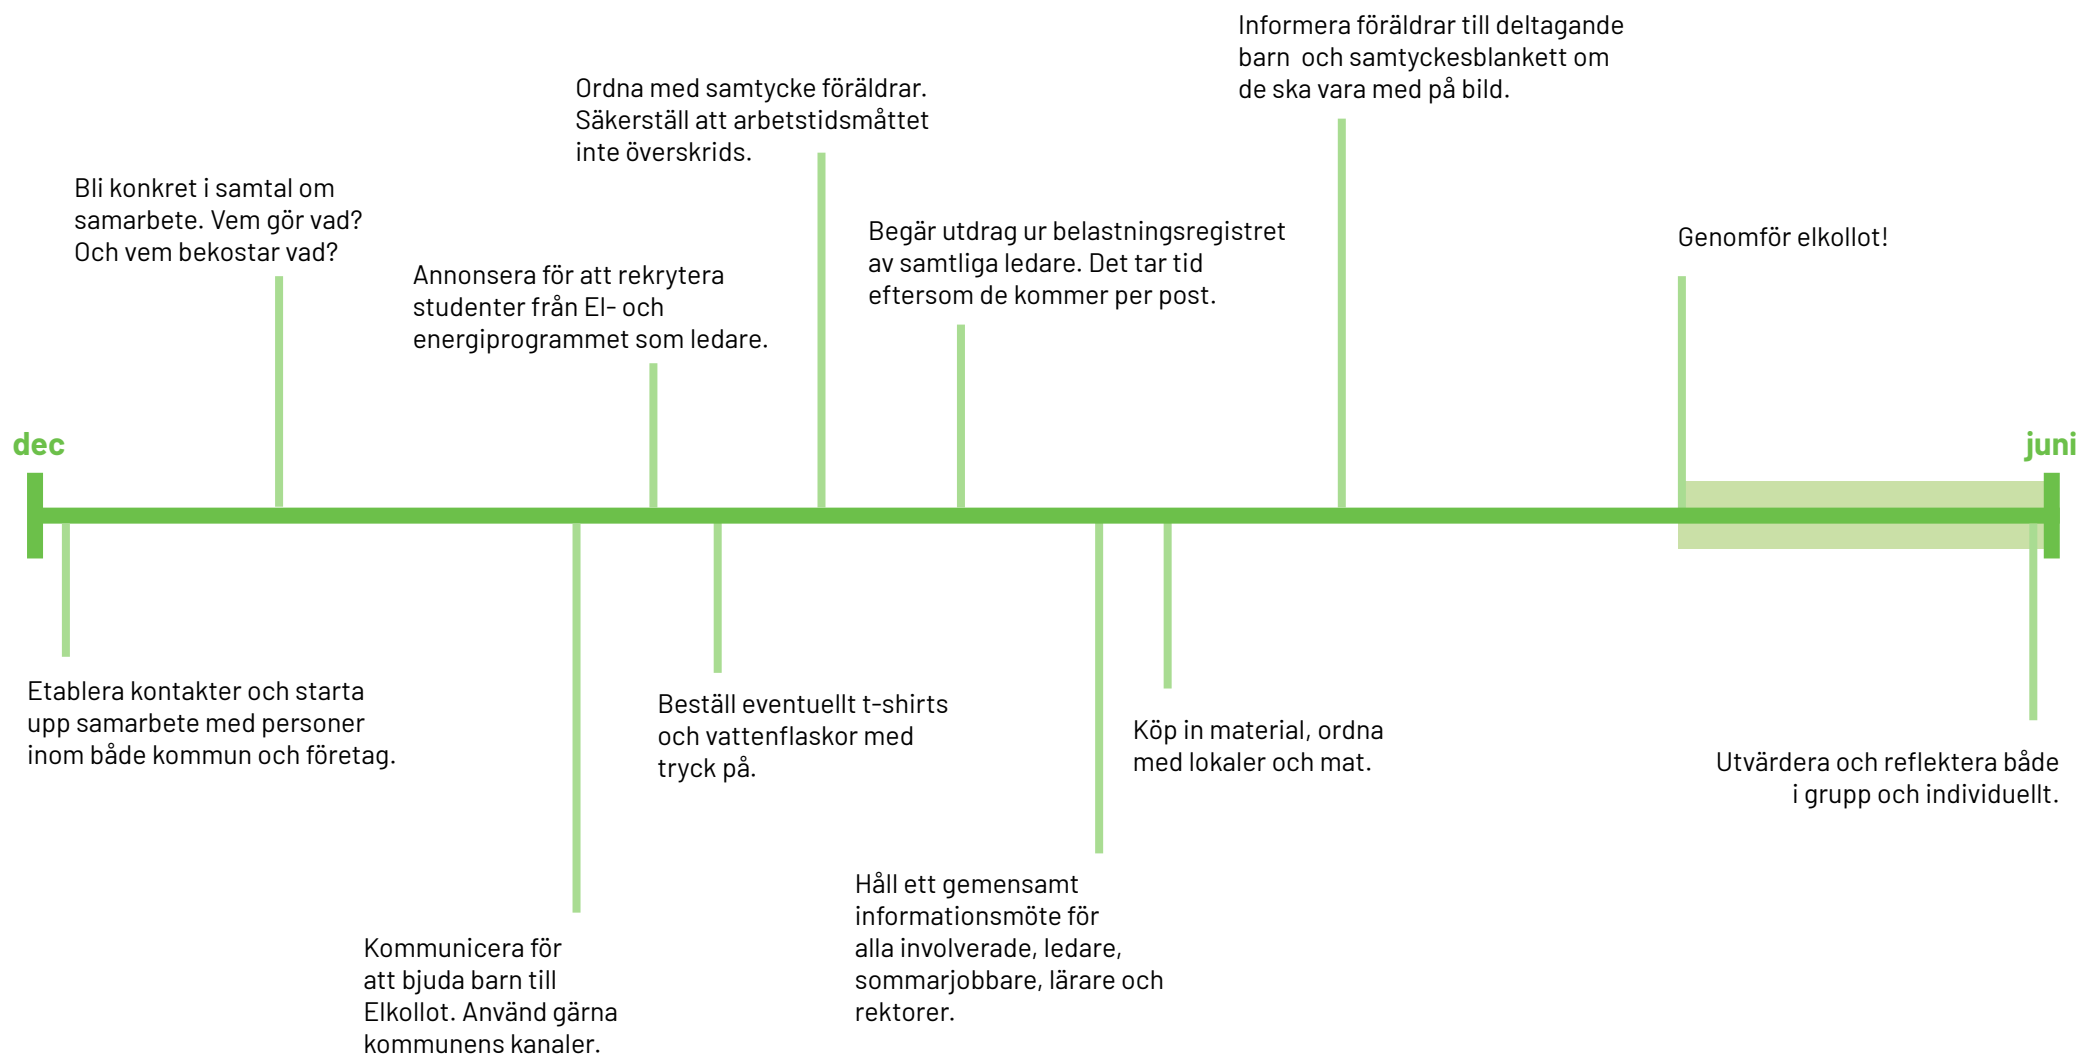 Informera föräldrar till deltagande
barn och samtyckesblankett om
de ska vara med på bild.
Ordna med samtycke föräldrar.
Säkerställ att arbetstidsmåttet
inte överskrids.
Bli konkret i samtal om
samarbete. Vem gör vad?
Och vem bekostar vad?
Begär utdrag ur belastningsregistret
av samtliga ledare. Det tar tid
eftersom de kommer per post.
Genomför elkollot!
Annonsera för att rekrytera
studenter från El- och
energiprogrammet som ledare.
dec
juni
Etablera kontakter och starta
upp samarbete med personer
inom både kommun och företag.
Beställ eventuellt t-shirts
och vattenflaskor med
tryck på.
Köp in material, ordna
med lokaler och mat.
Utvärdera och reflektera både
i grupp och individuellt.
Håll ett gemensamt
informationsmöte för
alla involverade, ledare,
sommarjobbare, lärare och
rektorer.
Kommunicera för
att bjuda barn till
Elkollot. Använd gärna
kommunens kanaler.